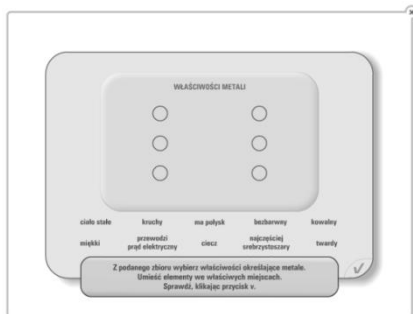 WŁAŚCIWOŚCI METALI
ciało stałe kruchy ma połysk bezbarwny kowalny
miękki przewodzi prąd elektryczny ciecz najczęściej srebrzystoszary twardy
Z podanego zbioru wybierz właściwości określające metale.
Umieść elementy we właściwych miejscach.
Sprawdź, klikając przycisk v.